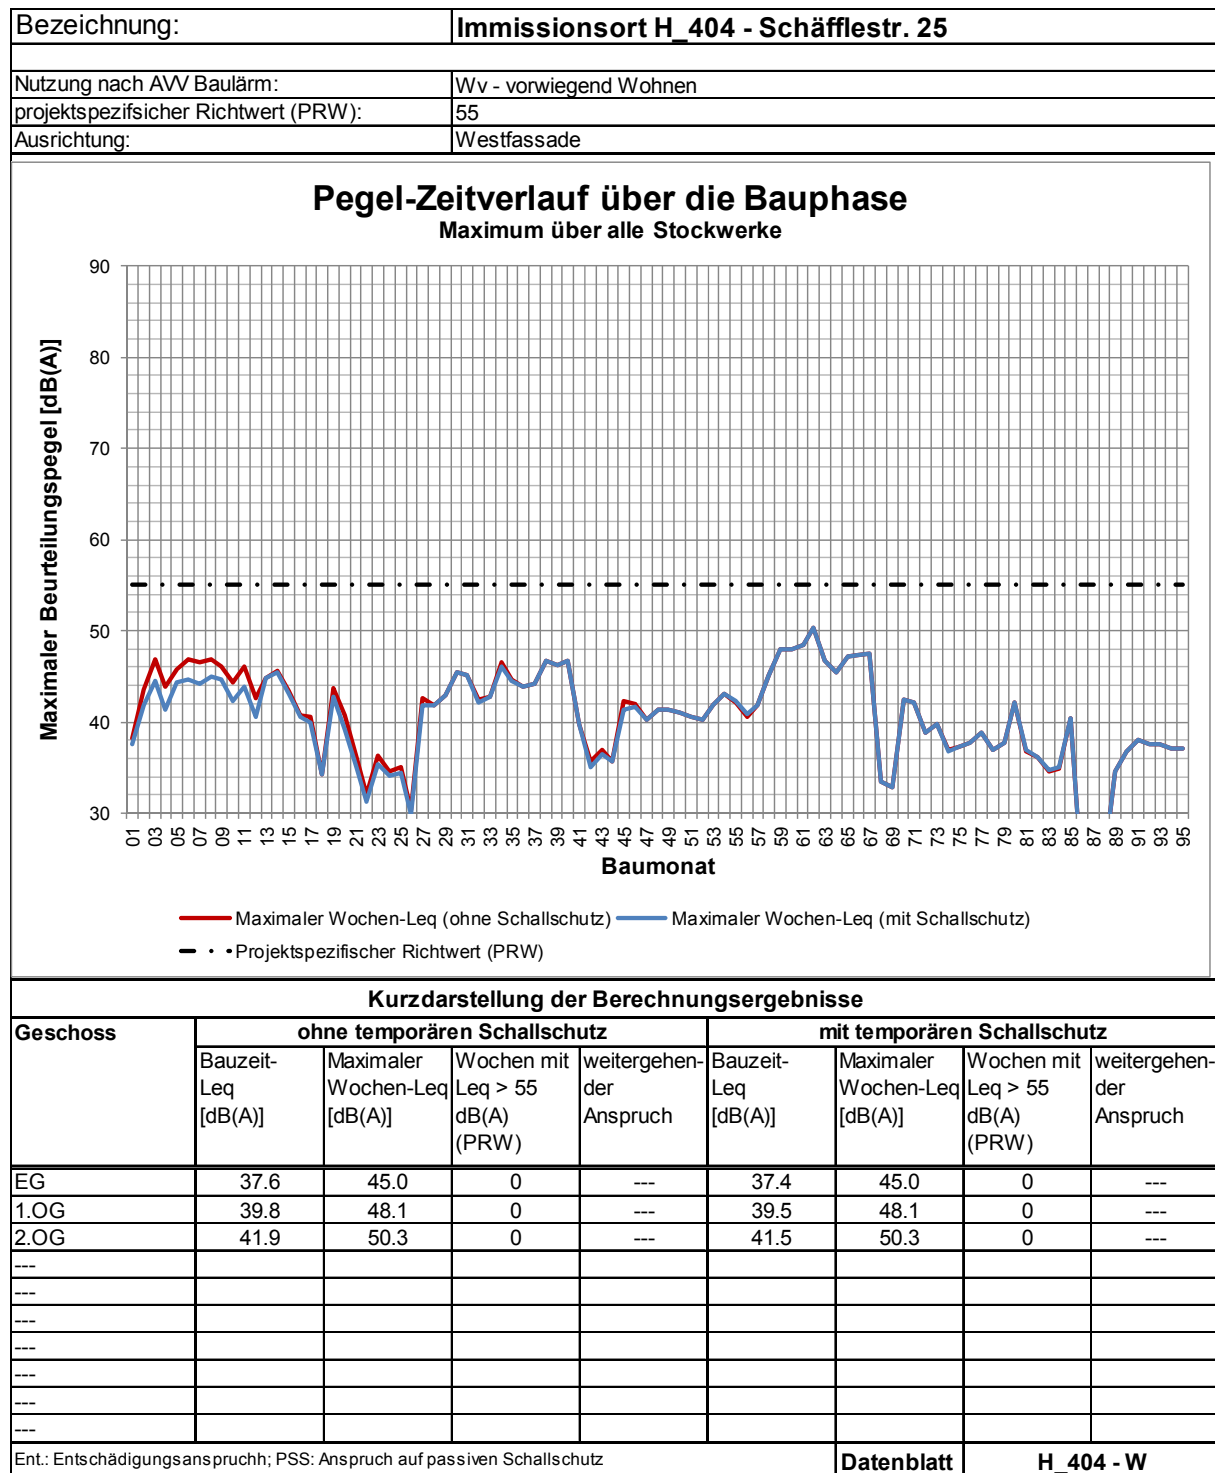 Bezeichnung: Immissionsort H_404 - Schäfflestr. 25
Nutzung nach AVV Baulärm: Wv - vorwiegend Wohnen
projektspezifsicher Richtwert (PRW): 55
Ausrichtung: Westfassade
Pegel-Zeitverlauf über die Bauphase
Maximum über alle Stockwerke
Maximaler Beurteilungspegel [dB(A)]
90
80
70
60
50
40
30
01 03 05 07 09 11 13 15 17 19 21 23 25 27 29 31 33 35 37 39 41 43 45 47 49 51 53 55 57 59 61 63 65 67 69 71 73 75 77 79 81 83 85 87 89 91 93 95
Baumonat
Maximaler Wochen-Leq (ohne Schallschutz) Maximaler Wochen-Leq (mit Schallschutz)
Projektspezifischer Richtwert (PRW)
Kurzdarstellung der Berechnungsergebnisse
Geschoss ohne temporären Schallschutz mit temporären Schallschutz
Bauzeit- Maximaler Wochen mit weitergehen- Bauzeit- Maximaler Wochen mit weitergehen-
Leq Wochen-Leq Leq > 55 der Leq Wochen-Leq Leq > 55 der
[dB(A)] [dB(A)] dB(A) Anspruch [dB(A)] [dB(A)] dB(A) Anspruch
(PRW) (PRW)
EG 37.6 45.0 0 --- 37.4 45.0 0 ---
1.OG 39.8 48.1 0 --- 39.5 48.1 0 ---
2.OG 41.9 50.3 0 --- 41.5 50.3 0 ---
---
---
---
---
---
---
---
Ent.: Entschädigungsanspruchh; PSS: Anspruch auf passiven Schallschutz Datenblatt H_404 - W